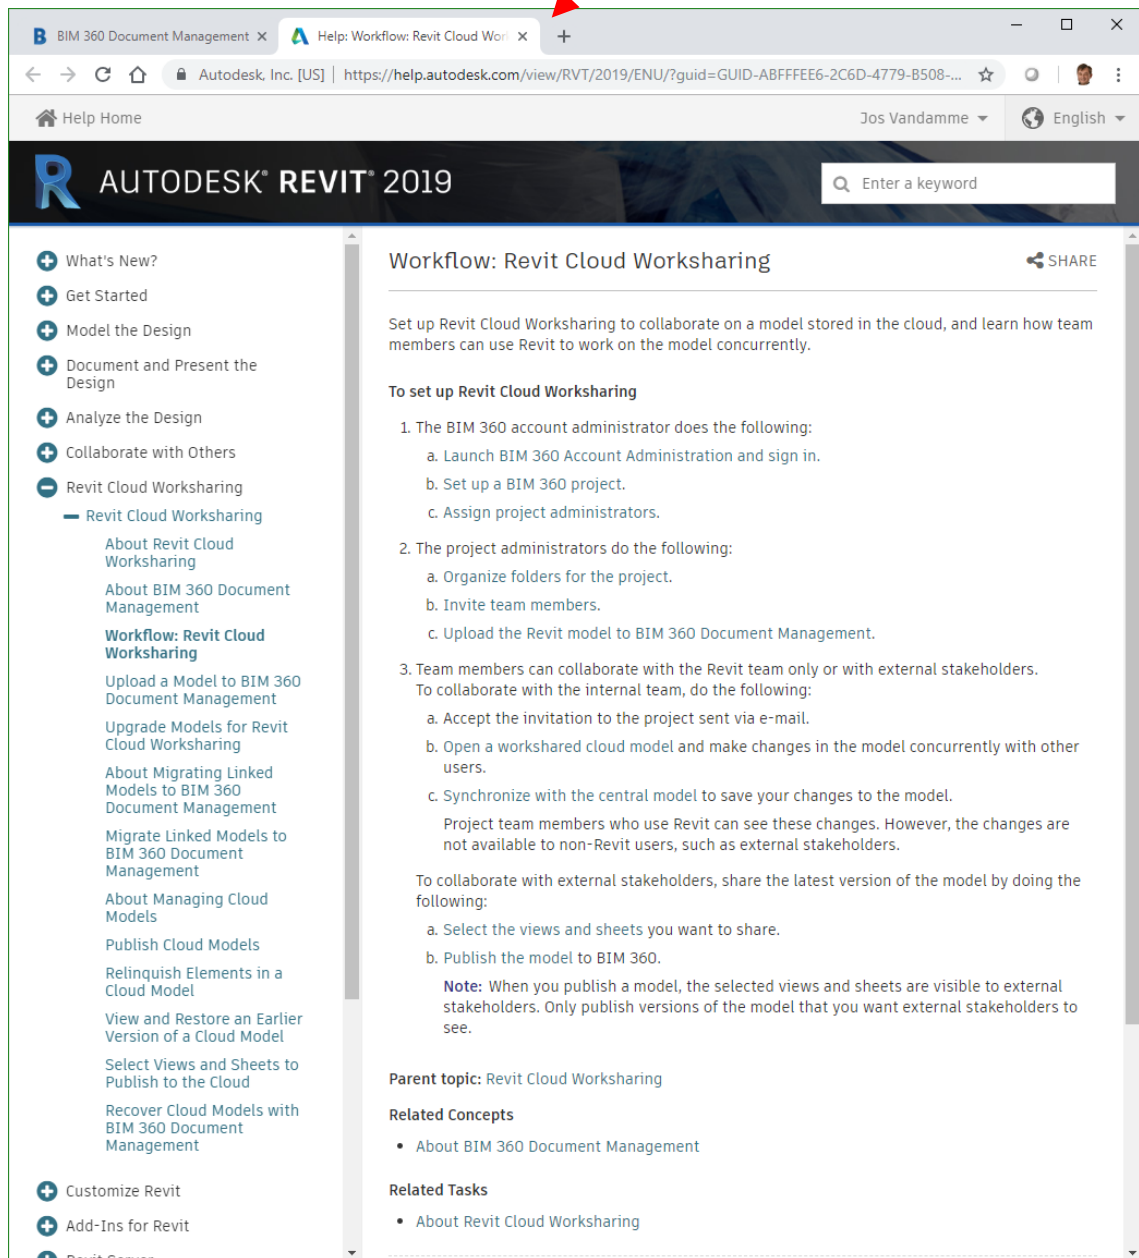 BIM 360 Document Management
Help: Workflow: Revit Cloud Wor
Autodesk, Inc. [US] | https://help.autodesk.com/view/RVT/2019/ENU/?guid=GUID-ABFFFEE6-2C6D-4779-B508-...
Help Home
Jos Vandamme
English
AUTODESK® REVIT® 2019
Enter a keyword
What's New?
Get Started
Model the Design
Document and Present the
Design
Analyze the Design
Collaborate with Others
Revit Cloud Worksharing
Revit Cloud Worksharing
About Revit Cloud
Worksharing
About BIM 360 Document
Management
Workflow: Revit Cloud
Worksharing
Upload a Model to BIM 360
Document Management
Upgrade Models for Revit
Cloud Worksharing
About Migrating Linked
Models to BIM 360
Document Management
Migrate Linked Models to
BIM 360 Document
Management
About Managing Cloud
Models
Publish Cloud Models
Relinquish Elements in a
Cloud Model
View and Restore an Earlier
Version of a Cloud Model
Select Views and Sheets to
Publish to the Cloud
Recover Cloud Models with
BIM 360 Document
Management
Customize Revit
Add-Ins for Revit
Revit Server
Workflow: Revit Cloud Worksharing
SHARE
Set up Revit Cloud Worksharing to collaborate on a model stored in the cloud, and learn how team
members can use Revit to work on the model concurrently.
To set up Revit Cloud Worksharing
1. The BIM 360 account administrator does the following:
a. Launch BIM 360 Account Administration and sign in.
b. Set up a BIM 360 project.
c. Assign project administrators.
2. The project administrators do the following:
a. Organize folders for the project.
b. Invite team members.
c. Upload the Revit model to BIM 360 Document Management.
3. Team members can collaborate with the Revit team only or with external stakeholders.
To collaborate with the internal team, do the following:
a. Accept the invitation to the project sent via e-mail.
b. Open a workshared cloud model and make changes in the model concurrently with other
users.
c. Synchronize with the central model to save your changes to the model.
Project team members who use Revit can see these changes. However, the changes are
not available to non-Revit users, such as external stakeholders.
To collaborate with external stakeholders, share the latest version of the model by doing the
following:
a. Select the views and sheets you want to share.
b. Publish the model to BIM 360.
Note: When you publish a model, the selected views and sheets are visible to external
stakeholders. Only publish versions of the model that you want external stakeholders to
see.
Parent topic: Revit Cloud Worksharing
Related Concepts
• About BIM 360 Document Management
Related Tasks
• About Revit Cloud Worksharing